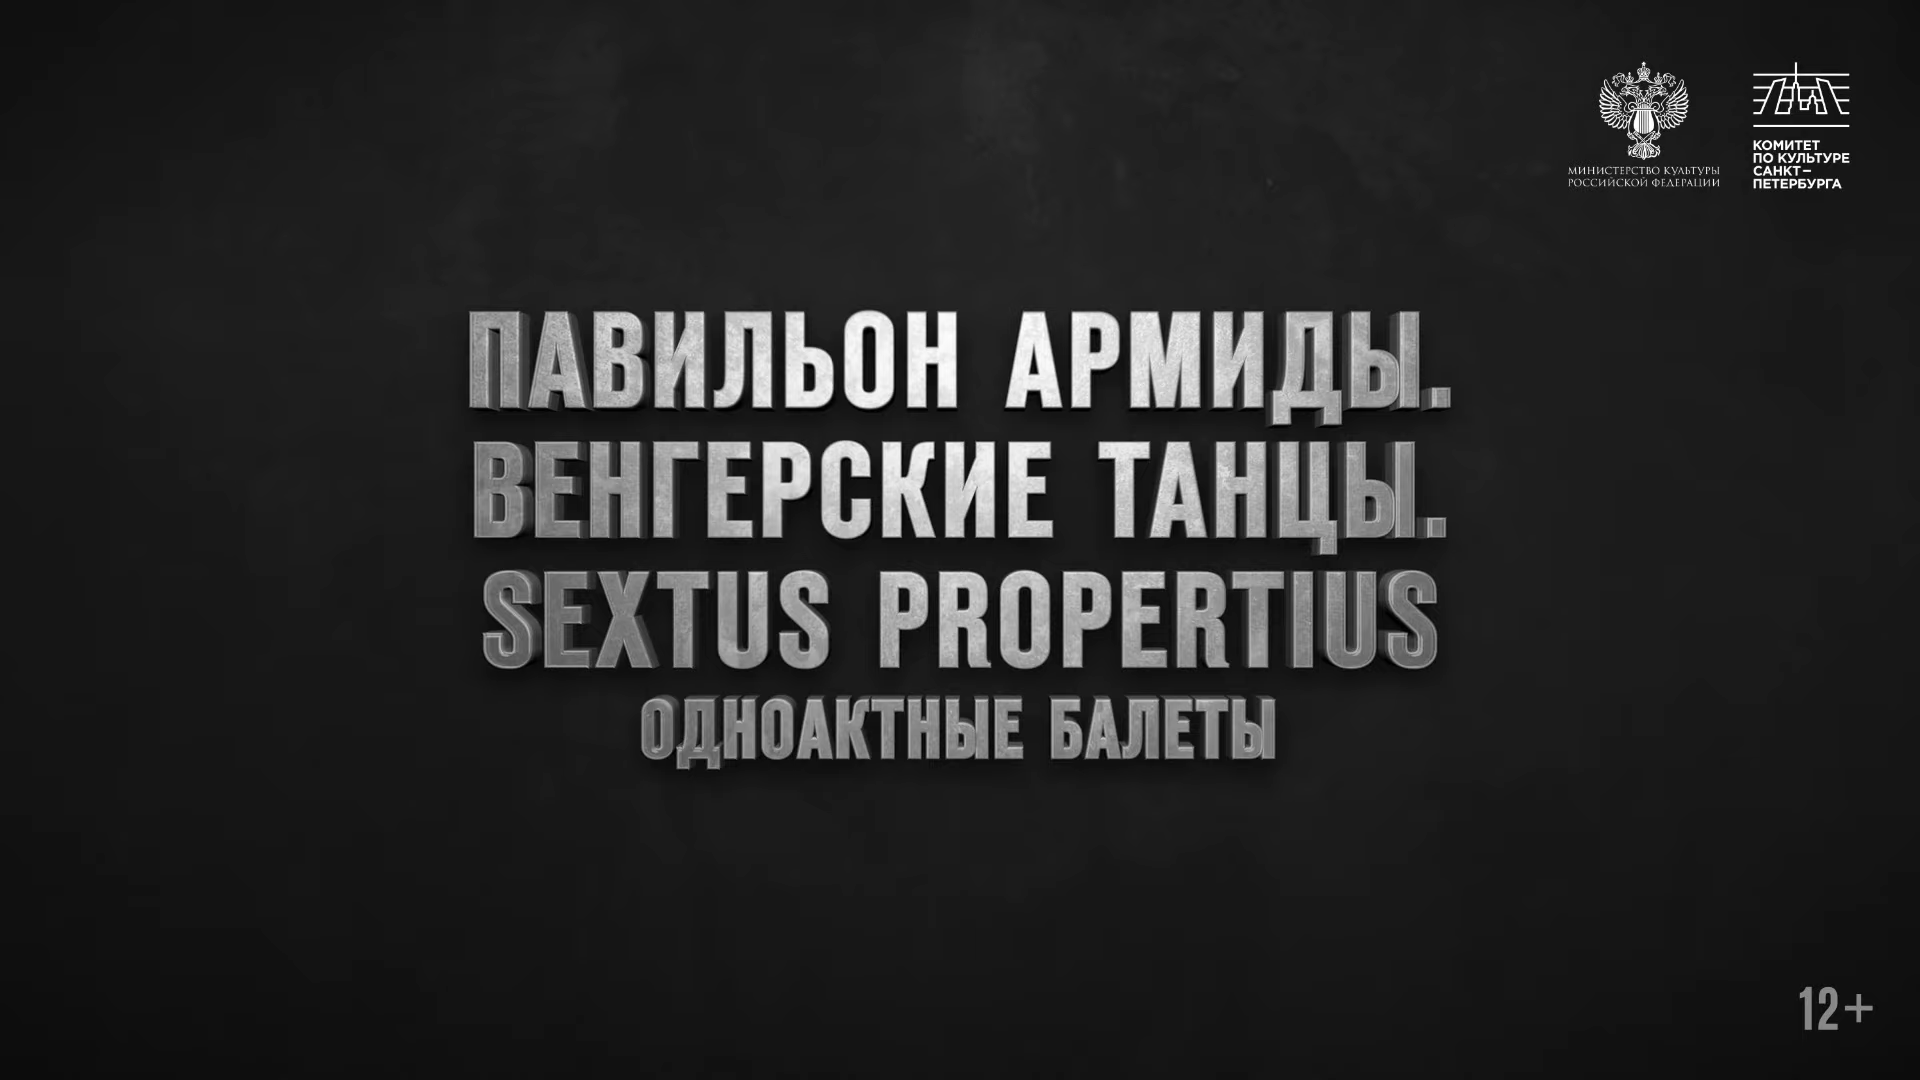 МИНИСТЕРСТВО КУЛЬТУРЫ
РОССИЙСКОЙ ФЕДЕРАЦИИ
КОМИТЕТ
ПО КУЛЬТУРЕ
САНКТ–
ПЕТЕРБУРГА
ПАВИЛЬОН АРМИДЫ.
ВЕНГЕРСКИЕ ТАНЦЫ.
SEXTUS PROPERTIUS
ОДНОАКТНЫЕ БАЛЕТЫ
12+